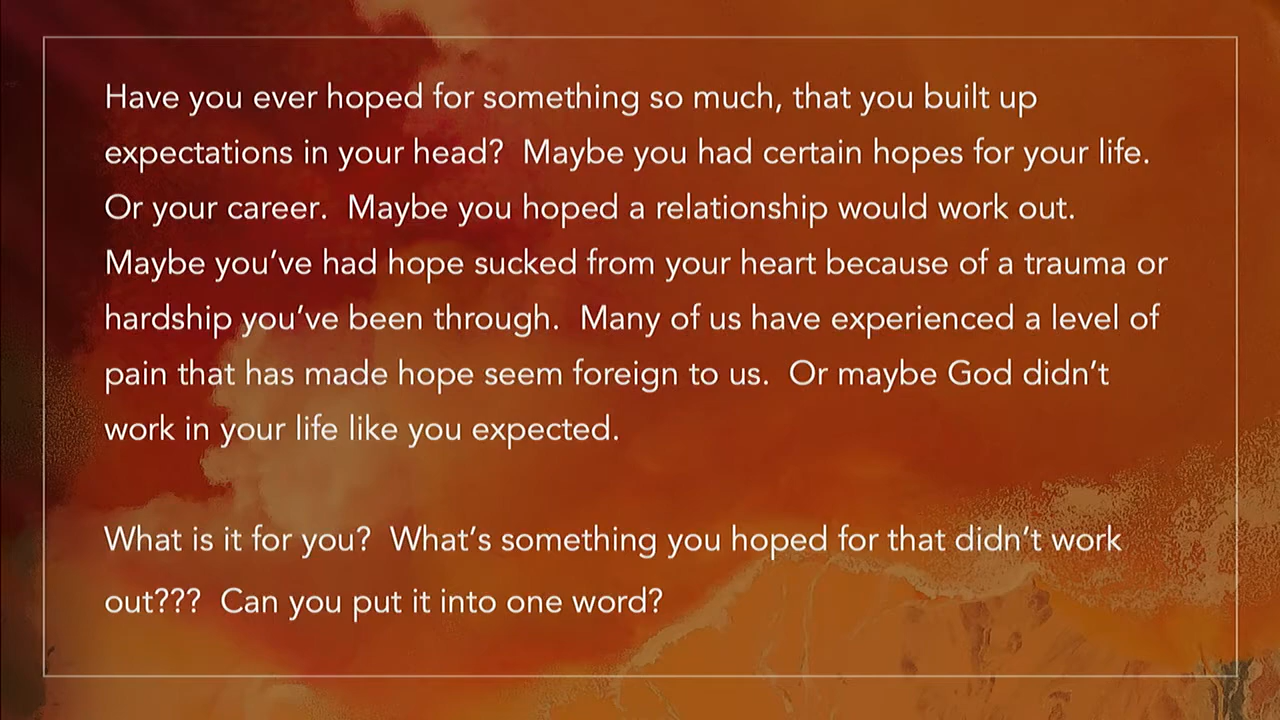 Have you ever hoped for something so much, that you built up
expectations in your head?  Maybe you had certain hopes for your life.
Or your career.  Maybe you hoped a relationship would work out.
Maybe you’ve had hope sucked from your heart because of a trauma or
hardship you’ve been through.  Many of us have experienced a level of
pain that has made hope seem foreign to us.  Or maybe God didn’t
work in your life like you expected.
What is it for you?  What’s something you hoped for that didn’t work
out???  Can you put it into one word?